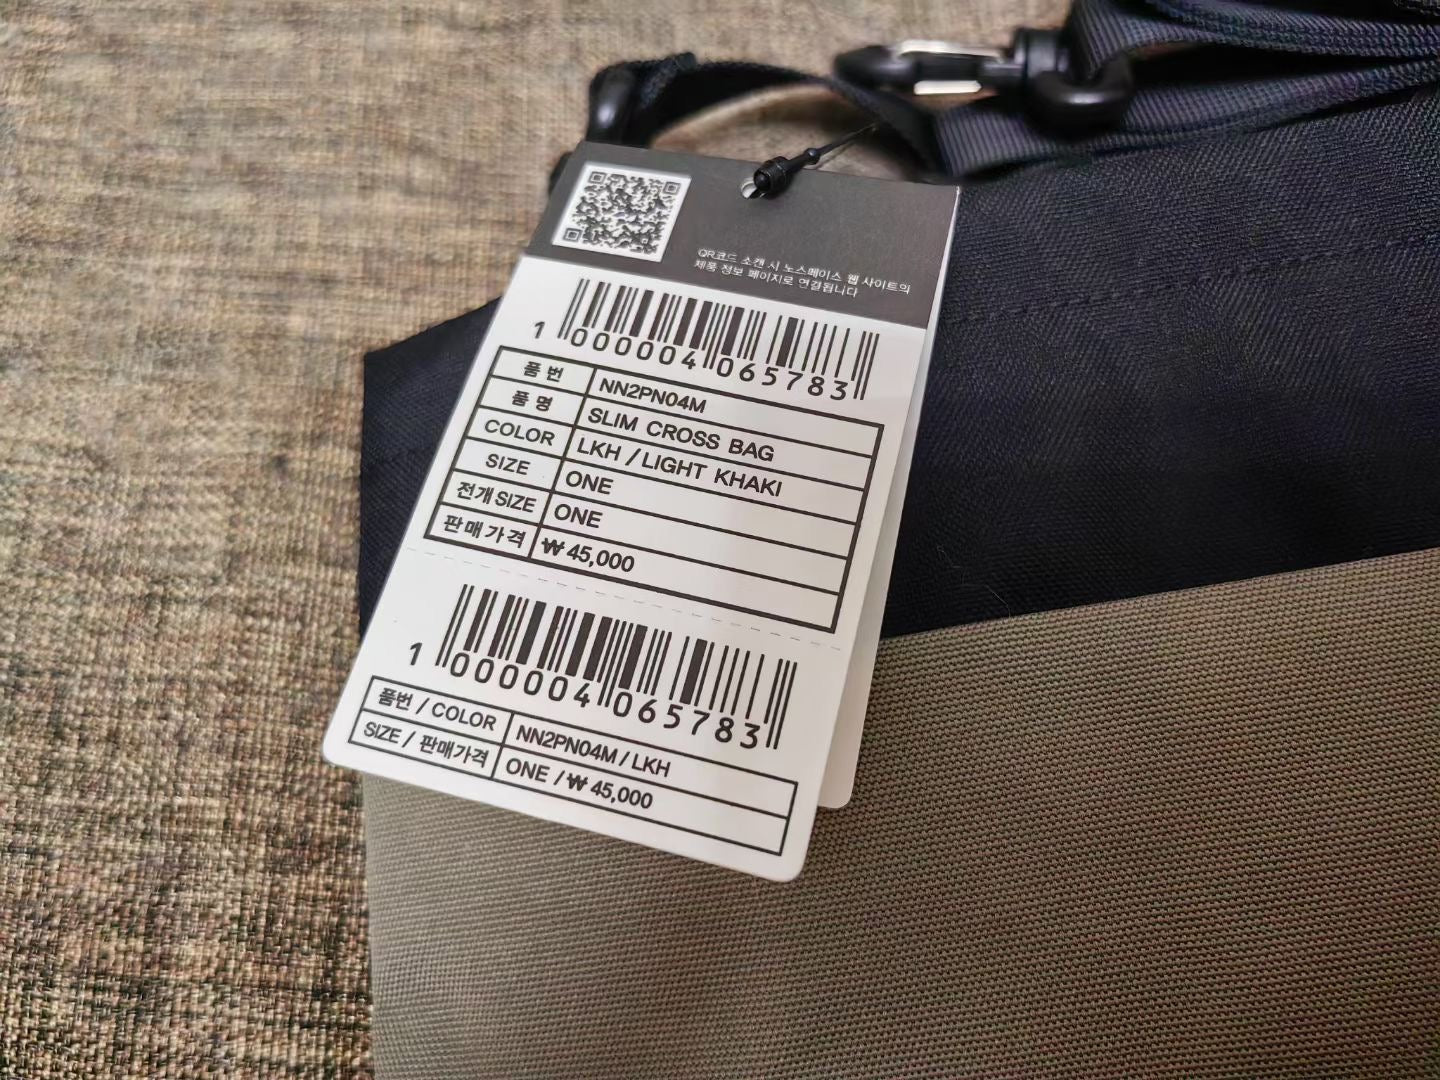 QR코드 스캔 시 노스페이스 웹 사이트의
제품 정보 페이지로 연결됩니다
1 000004 065783
품 번 NN2PN04M
품 명 SLIM CROSS BAG
COLOR LKH / LIGHT KHAKI
SIZE ONE
전개 SIZE ONE
판매가격 ₩ 45,000
1 000004 065783
품번 / COLOR NN2PN04M / LKH
SIZE / 판매가격 ONE / ₩ 45,000